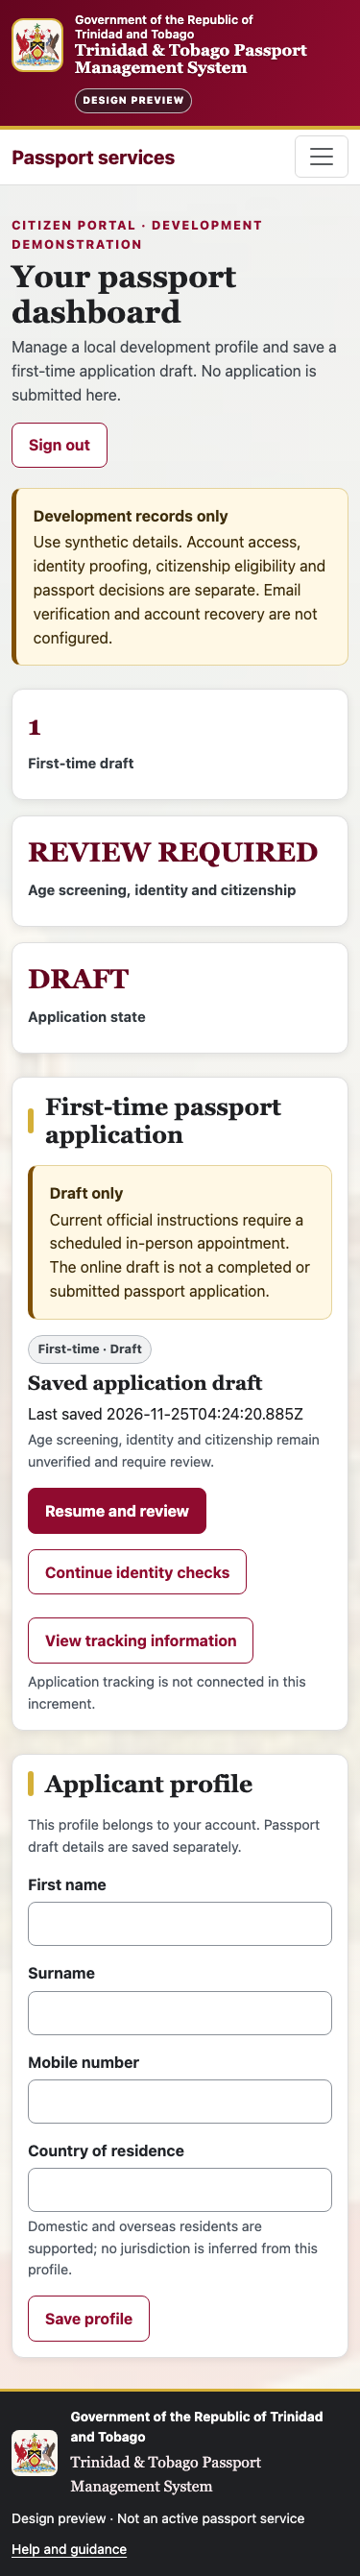 Government of the Republic of
Trinidad and Tobago
Trinidad & Tobago Passport
Management System
DESIGN PREVIEW
Passport services
CITIZEN PORTAL · DEVELOPMENT
DEMONSTRATION
Your passport
dashboard
Manage a local development profile and save a
first-time application draft. No application is
submitted here.
Sign out
Development records only
Use synthetic details. Account access,
identity proofing, citizenship eligibility and
passport decisions are separate. Email
verification and account recovery are not
configured.
1
First-time draft
REVIEW REQUIRED
Age screening, identity and citizenship
DRAFT
Application state
First-time passport
application
Draft only
Current official instructions require a
scheduled in-person appointment.
The online draft is not a completed or
submitted passport application.
First-time · Draft
Saved application draft
Last saved 2026-11-25T04:24:20.885Z
Age screening, identity and citizenship remain
unverified and require review.
Resume and review
Continue identity checks
View tracking information
Application tracking is not connected in this
increment.
Applicant profile
This profile belongs to your account. Passport
draft details are saved separately.
First name
Surname
Mobile number
Country of residence
Domestic and overseas residents are
supported; no jurisdiction is inferred from this
profile.
Save profile
Government of the Republic of Trinidad
and Tobago
Trinidad & Tobago Passport
Management System
Design preview · Not an active passport service
Help and guidance